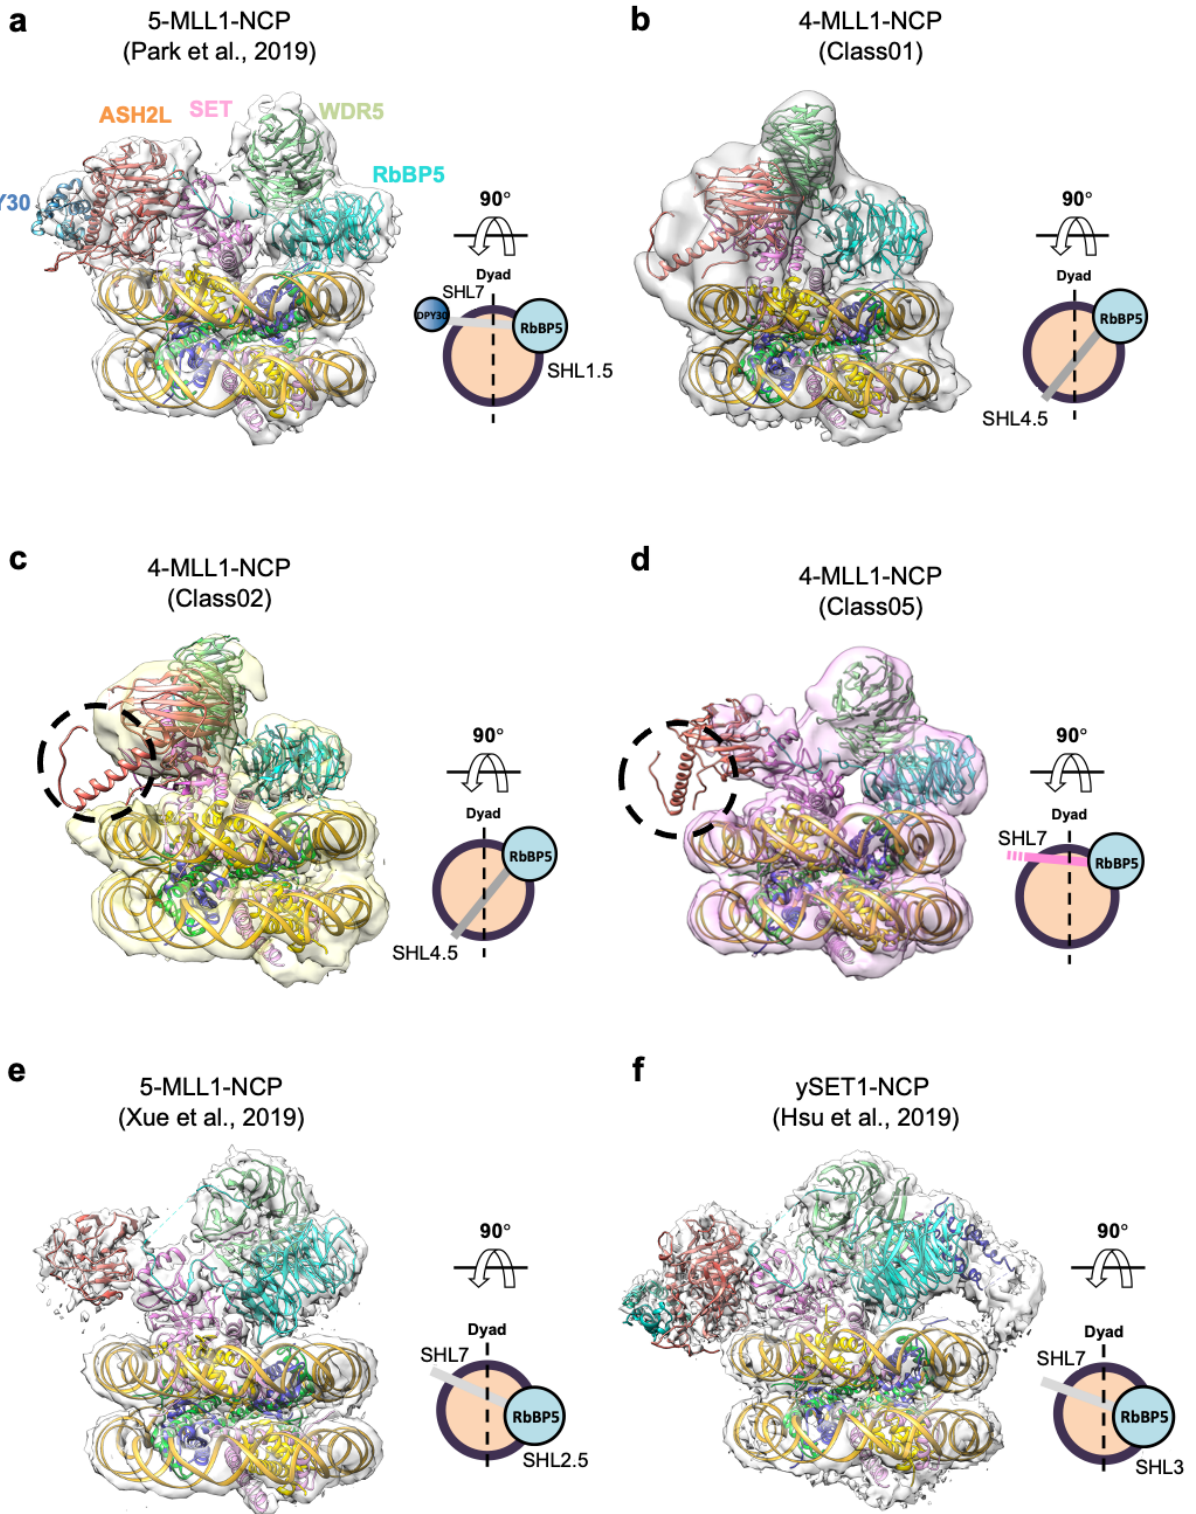 a
5-MLL1-NCP
(Park et al., 2019)
ASH2L
SET
WDR5
RbBP5
Y30
90°
Dyad
SHL7
DPY30
RbBP5
SHL1.5
b
4-MLL1-NCP
(Class01)
90°
Dyad
RbBP5
SHL4.5
c
4-MLL1-NCP
(Class02)
90°
Dyad
RbBP5
SHL4.5
d
4-MLL1-NCP
(Class05)
90°
Dyad
SHL7
RbBP5
e
5-MLL1-NCP
(Xue et al., 2019)
90°
Dyad
SHL7
RbBP5
SHL2.5
f
ySET1-NCP
(Hsu et al., 2019)
90°
Dyad
SHL7
RbBP5
SHL3